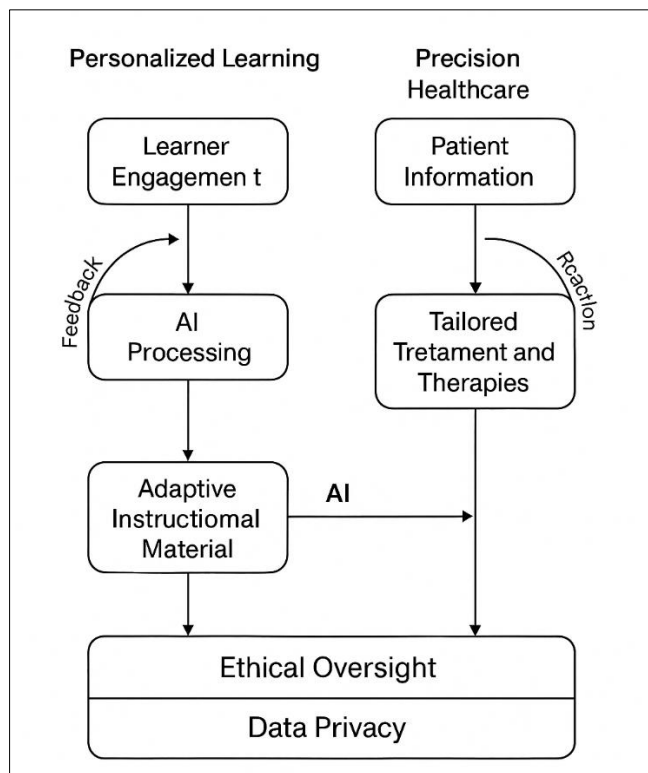 Personalized Learning
Precision
Healthcare
Learner
Engagemen t
Patient
Information
Feedback
Rcactlon
AI
Processing
Tailored
Tretament and
Therapies
Adaptive
Instructiomal
Material
AI
Ethical Oversight
Data Privacy